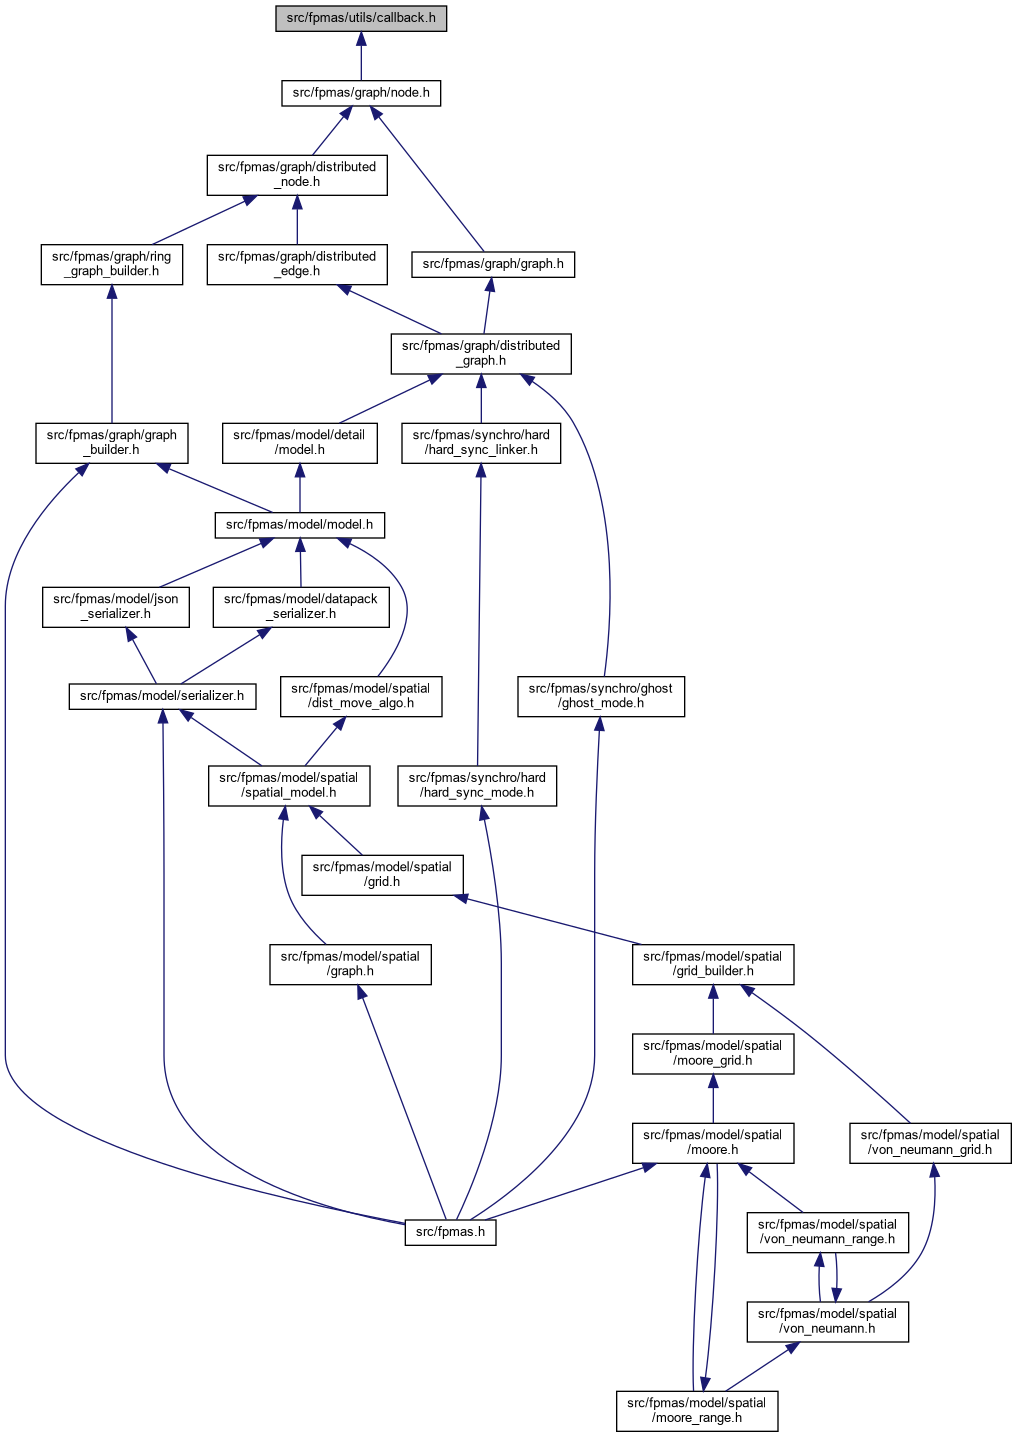 src/fpmas/utils/callback.h
src/fpmas/graph/node.h
src/fpmas/graph/distributed
_node.h
src/fpmas/graph/ring
_graph_builder.h
src/fpmas/graph/distributed
_edge.h
src/fpmas/graph/graph.h
src/fpmas/graph/distributed
_graph.h
src/fpmas/graph/graph
_builder.h
src/fpmas/model/detail
/model.h
src/fpmas/synchro/hard
/hard_sync_linker.h
src/fpmas/model/model.h
src/fpmas/model/json
_serializer.h
src/fpmas/model/datapack
_serializer.h
src/fpmas/model/serializer.h
src/fpmas/model/spatial
/dist_move_algo.h
src/fpmas/synchro/ghost
/ghost_mode.h
src/fpmas/model/spatial
/spatial_model.h
src/fpmas/synchro/hard
/hard_sync_mode.h
src/fpmas/model/spatial
/grid.h
src/fpmas/model/spatial
/graph.h
src/fpmas/model/spatial
/grid_builder.h
src/fpmas/model/spatial
/moore_grid.h
src/fpmas/model/spatial
/moore.h
src/fpmas/model/spatial
/von_neumann_grid.h
src/fpmas.h
src/fpmas/model/spatial
/von_neumann_range.h
src/fpmas/model/spatial
/von_neumann.h
src/fpmas/model/spatial
/moore_range.h